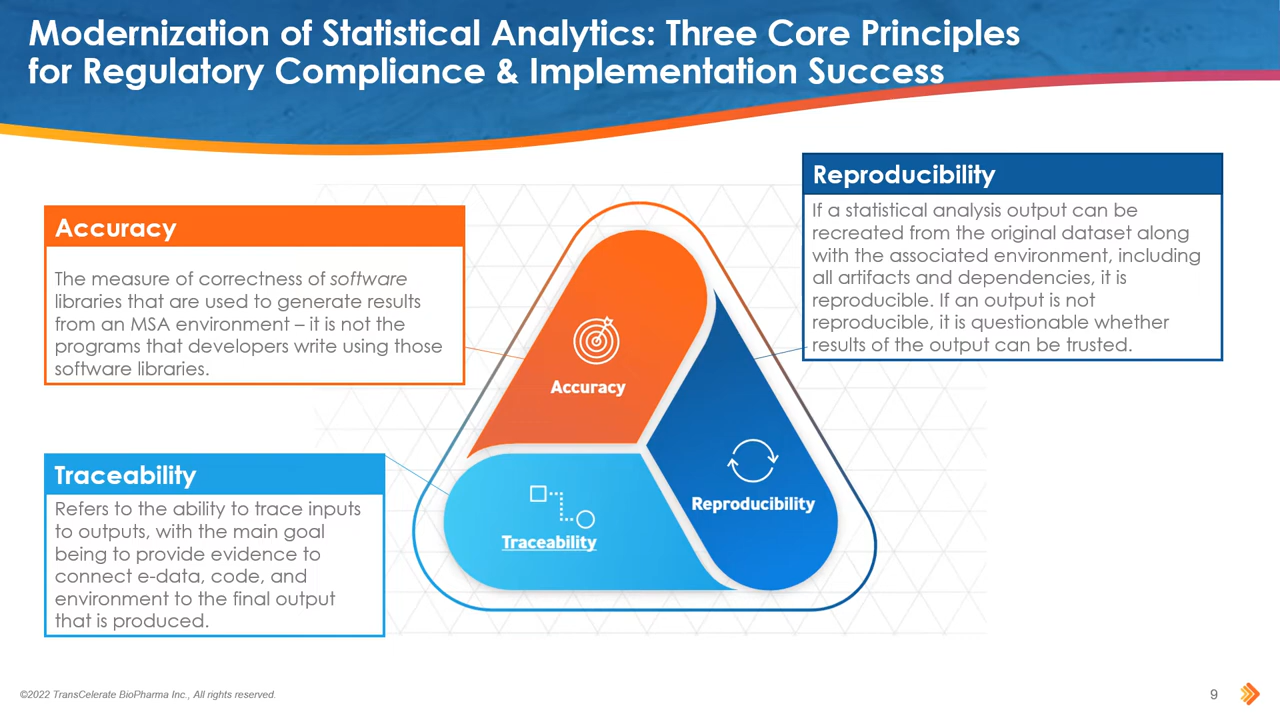 Modernization of Statistical Analytics: Three Core Principles
for Regulatory Compliance & Implementation Success
Accuracy
The measure of correctness of software
libraries that are used to generate results
from an MSA environment – it is not the
programs that developers write using those
software libraries.
Reproducibility
If a statistical analysis output can be
recreated from the original dataset along
with the associated environment, including
all artifacts and dependencies, it is
reproducible. If an output is not
reproducible, it is questionable whether
results of the output can be trusted.
Traceability
Refers to the ability to trace inputs
to outputs, with the main goal
being to provide evidence to
connect e-data, code, and
environment to the final output
that is produced.
Accuracy
Reproducibility
Traceability
©2022 TransCelerate BioPharma Inc., All rights reserved.
9